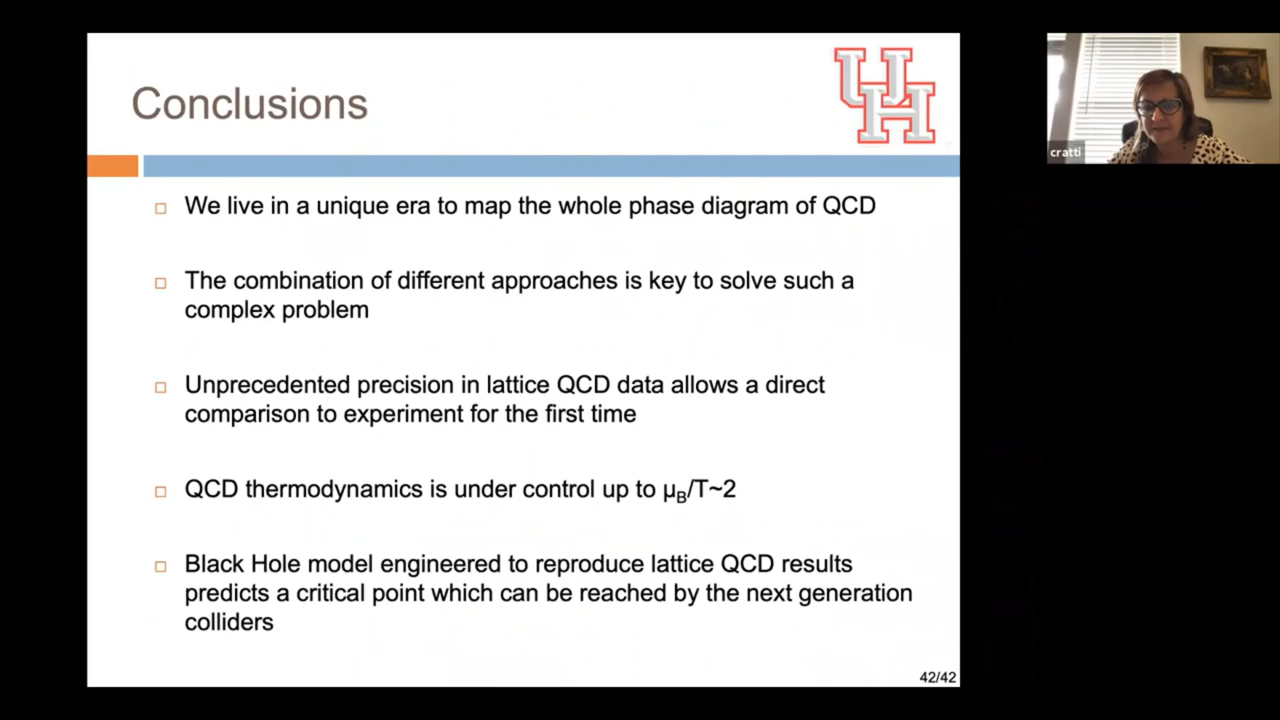 Conclusions
UH
cratti
We live in a unique era to map the whole phase diagram of QCD
The combination of different approaches is key to solve such a
complex problem
Unprecedented precision in lattice QCD data allows a direct
comparison to experiment for the first time
QCD thermodynamics is under control up to μB/T~2
Black Hole model engineered to reproduce lattice QCD results
predicts a critical point which can be reached by the next generation
colliders
42/42